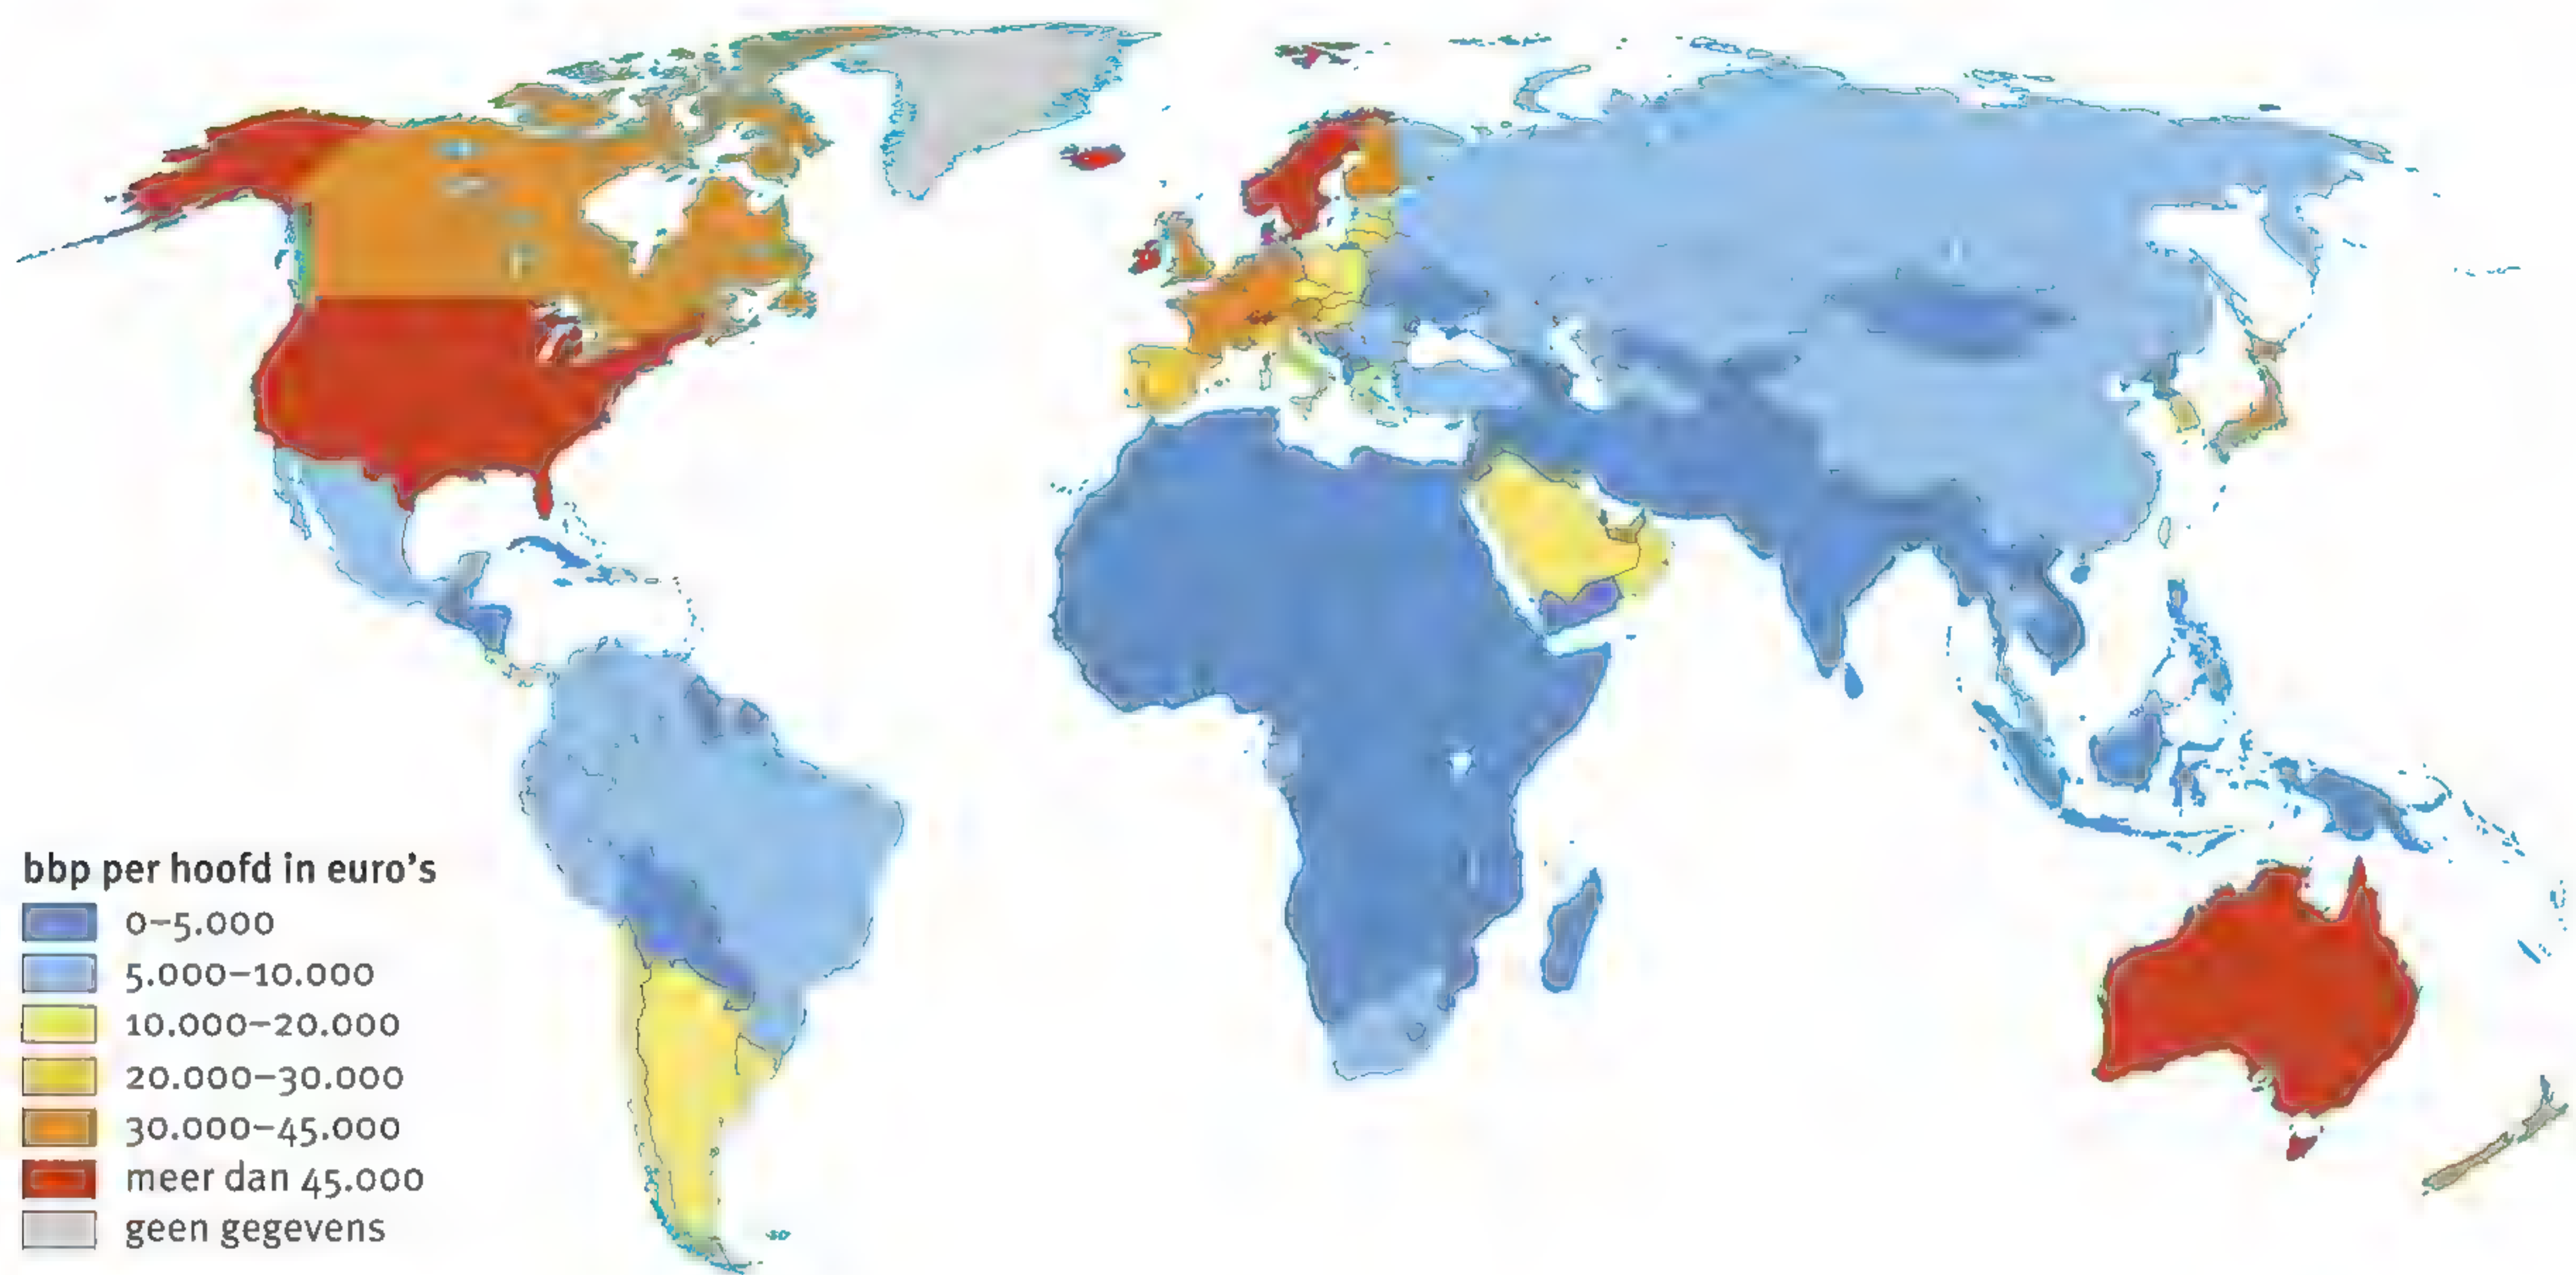 bbp per hoofd in euro's
0–5.000
5.000–10.000
10.000–20.000
20.000–30.000
30.000–45.000
meer dan 45.000
geen gegevens